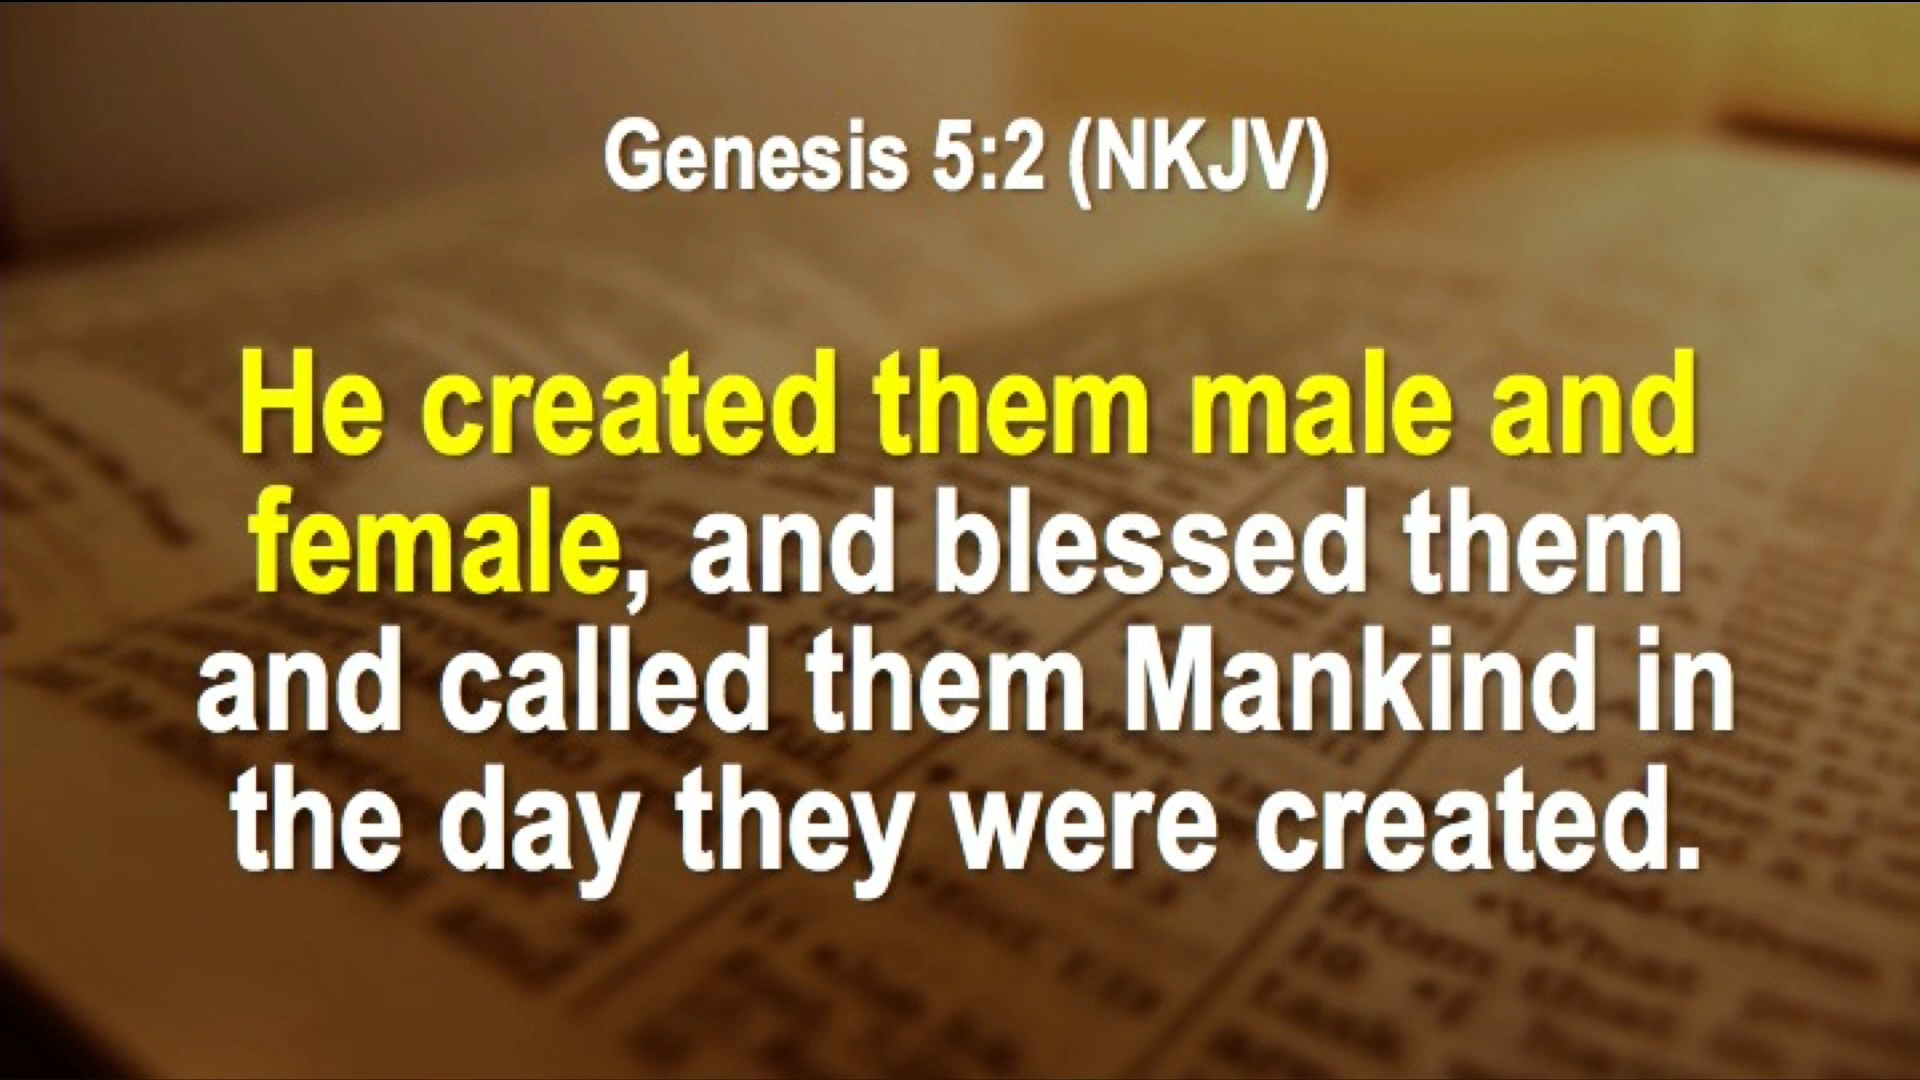 Genesis 5:2 (NKJV)
He created them male and
female, and blessed them
and called them Mankind in
the day they were created.